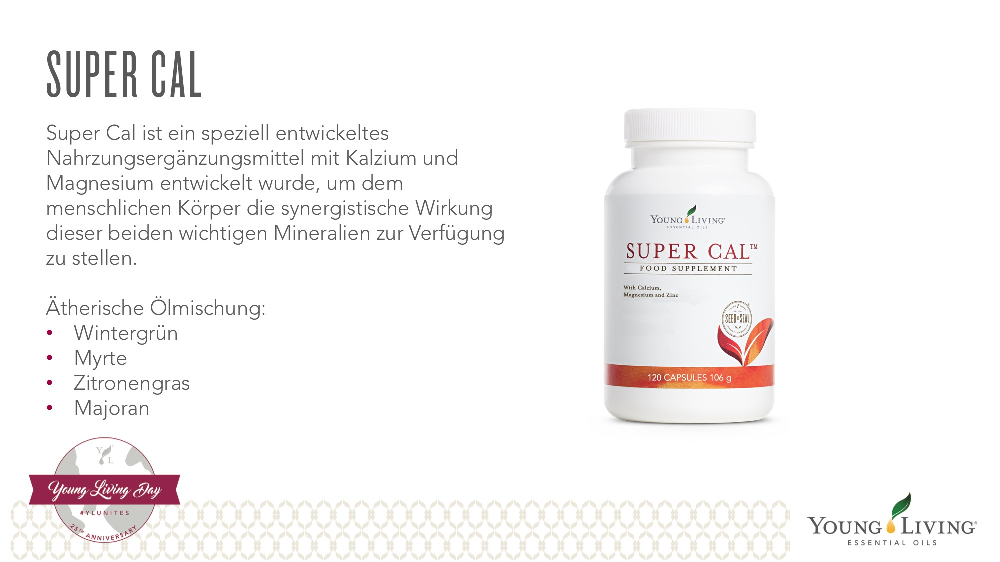 SUPER CAL
Super Cal ist ein speziell entwickeltes
Nahrzungsergänzungsmittel mit Kalzium und
Magnesium entwickelt wurde, um dem
menschlichen Körper die synergistische Wirkung
dieser beiden wichtigen Mineralien zur Verfügung
zu stellen.
Ätherische Ölmischung:
• Wintergrün
• Myrte
• Zitronengras
• Majoran
YOUNG LIVING®
ESSENTIAL OILS
SUPER CAL™
FOOD SUPPLEMENT
With Calcium,
Magnesium and Zinc
SEED TO SEAL
QUALITY COMMITMENT
120 CAPSULES 106 g
Y L
Young Living Day
#YLUNITES
25TH ANNIVERSARY
YOUNG LIVING®
ESSENTIAL OILS